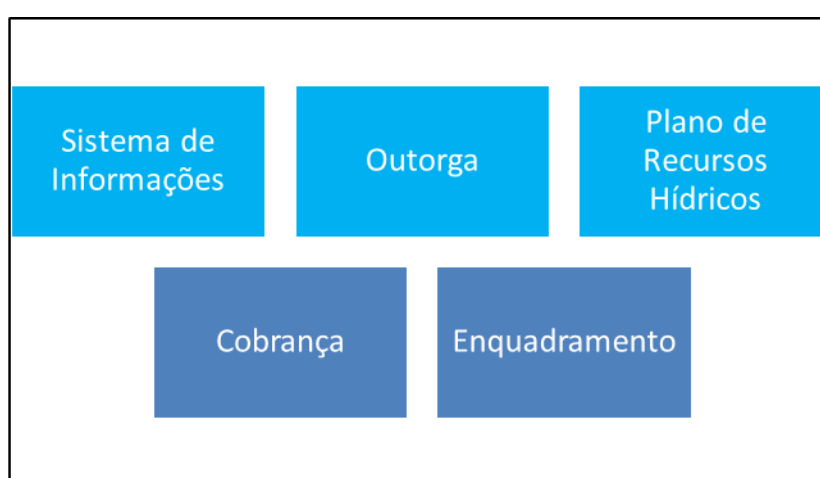 Sistema de
Informações
Outorga
Plano de
Recursos
Hídricos
Cobrança
Enquadramento